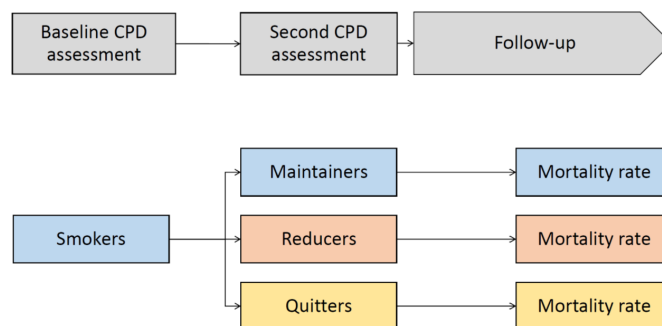 Baseline CPD
assessment
Second CPD
assessment
Follow-up
Maintainers
Mortality rate
Smokers
Reducers
Mortality rate
Quitters
Mortality rate